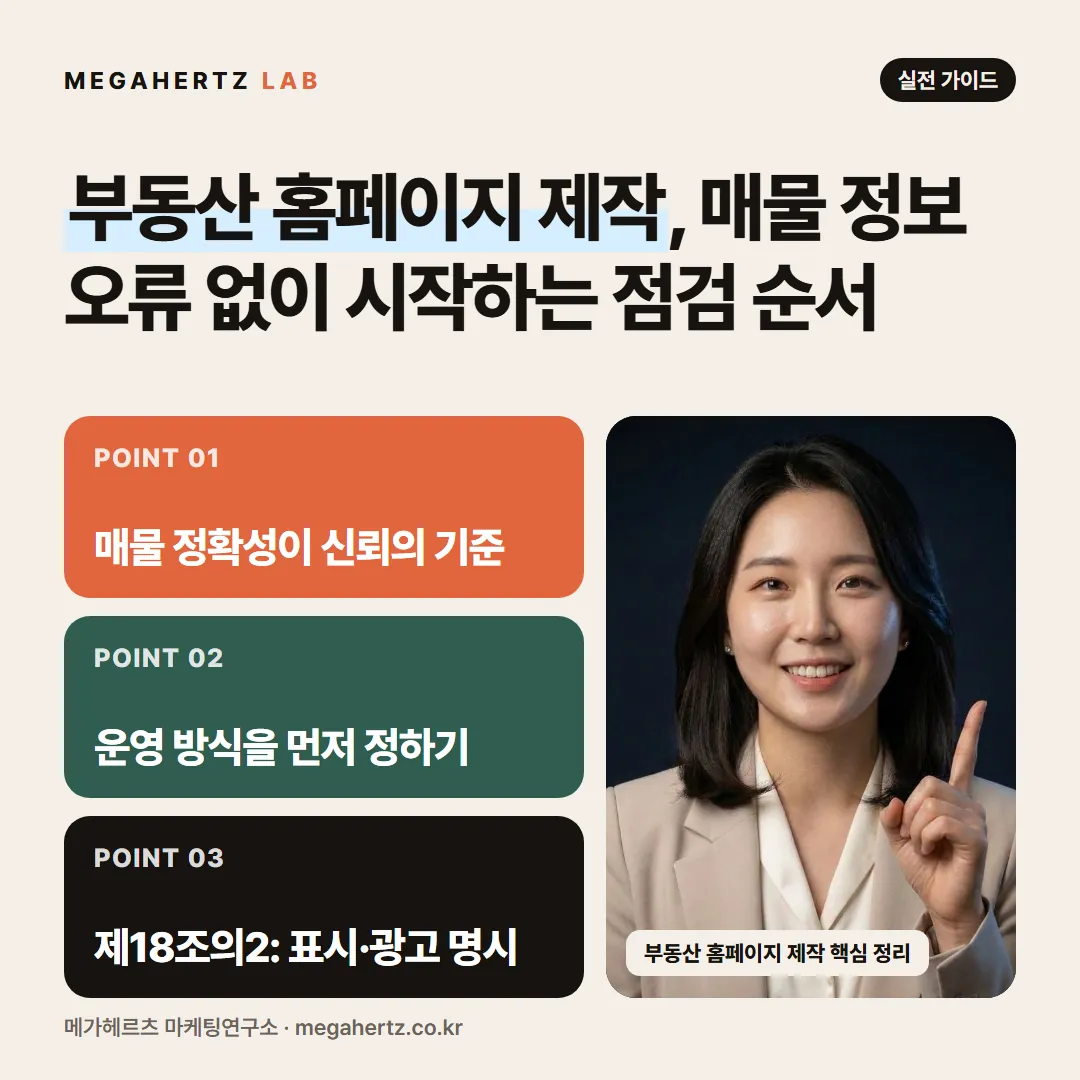 MEGAHERTZ LAB
실전 가이드
부동산 홈페이지 제작, 매물 정보
오류 없이 시작하는 점검 순서
POINT 01
매물 정확성이 신뢰의 기준
POINT 02
운영 방식을 먼저 정하기
POINT 03
제18조의2: 표시·광고 명시
부동산 홈페이지 제작 핵심 정리
메가헤르츠 마케팅연구소 · megahertz.co.kr